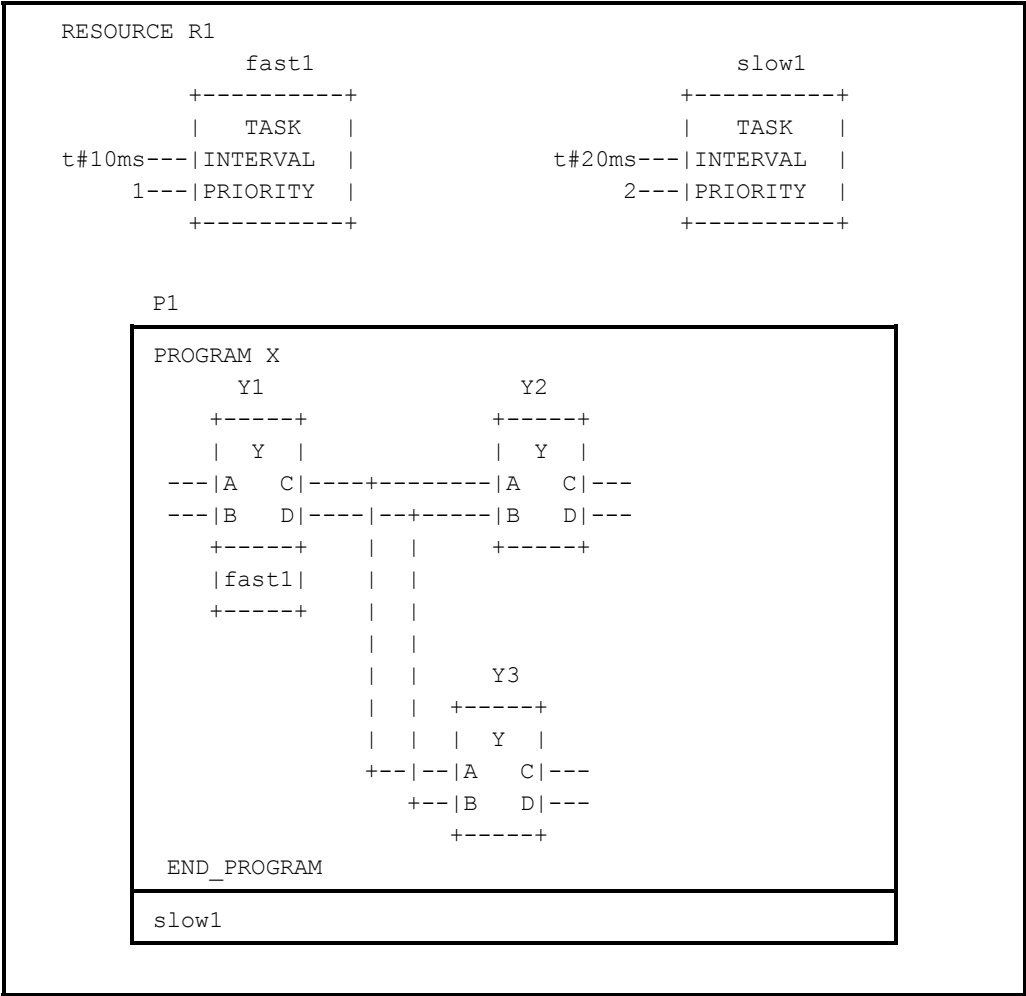 RESOURCE R1
fast1                              slow1
+----------+                       +----------+
|   TASK   |                       |   TASK   |
t#10ms---|INTERVAL  |              t#20ms---|INTERVAL  |
1---|PRIORITY  |                   2---|PRIORITY  |
+----------+                       +----------+
P1
PROGRAM X
Y1                  Y2
+-----+             +-----+
|  Y  |             |  Y  |
---|A   C|----+--------|A   C|---
---|B   D|----|--+-----|B   D|---
+-----+    |  |     +-----+
|fast1|    |  |
+-----+    |  |
|  |
|  |     Y3
|  |  +-----+
|  |  |  Y  |
+--|--|A   C|---
+--|B   D|---
+-----+
END_PROGRAM
slow1